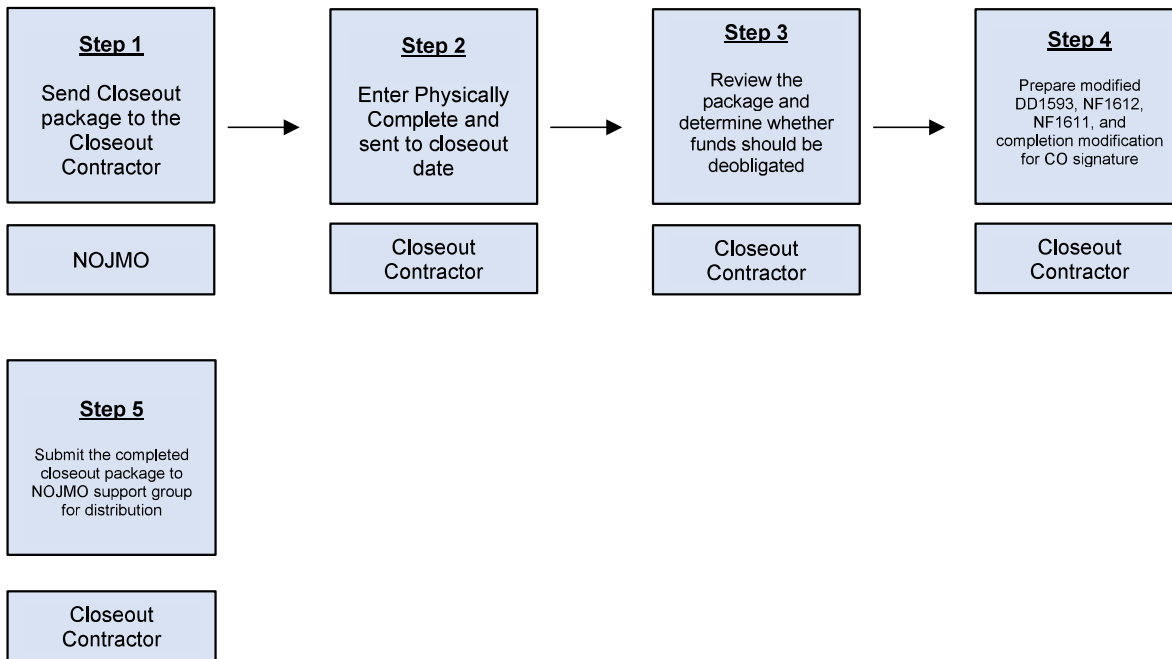 Step 1
Send Closeout
package to the
Closeout
Contractor
NOJMO
Step 2
Enter Physically
Complete and
sent to closeout
date
Closeout
Contractor
Step 3
Review the
package and
determine whether
funds should be
deobligated
Closeout
Contractor
Step 4
Prepare modified
DD1593, NF1612,
NF1611, and
completion modification
for CO signature
Closeout
Contractor
Step 5
Submit the completed
closeout package to
NOJMO support group
for distribution
Closeout
Contractor